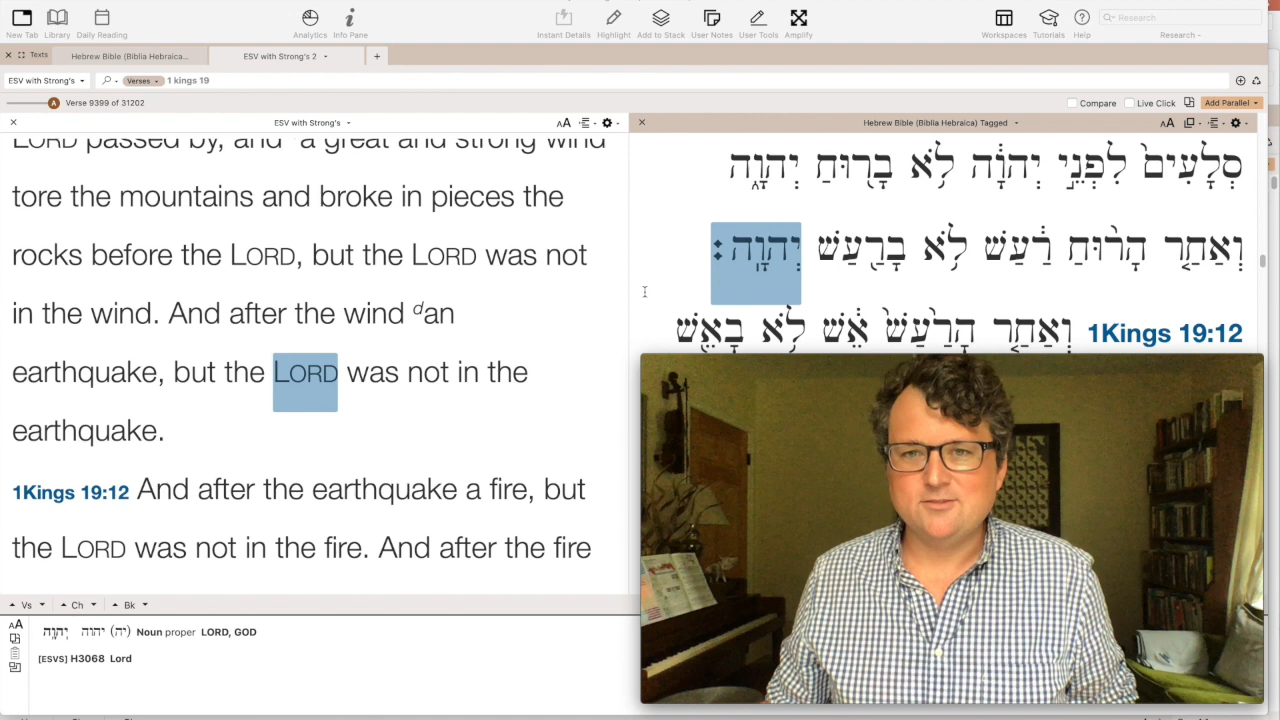 New Tab Library Daily Reading Analytics Info Pane Instant Details Highlight Add to Stack User Notes User Tools Amplify Workspaces Tutorials Help Research Research
Texts Hebrew Bible (Biblia Hebraica... ESV with Strong's 2 +
ESV with Strong's Verses 1 kings 19
A Verse 9399 of 31202 Compare Live Click Add Parallel
ESV with Strong's
LORD passed by, and a great and strong wind
tore the mountains and broke in pieces the
rocks before the LORD, but the LORD was not
in the wind. And after the wind dan
earthquake, but the LORD was not in the
earthquake.
1Kings 19:12 And after the earthquake a fire, but
the LORD was not in the fire. And after the fire
Hebrew Bible (Biblia Hebraica) Tagged
סְלָעִים֙ לִפְנֵ֣י יְהוָ֔ה לֹ֥א בָר֖וּחַ יְהוָ֑ה
וְאַחַ֤ר הָר֙וּחַ֙ רַ֔עַשׁ לֹ֥א בָרַ֖עַשׁ יְהוָֽה׃
1Kings 19:12 וְאַחַ֤ר הָרַ֙עַשׁ֙ אֵ֔שׁ לֹ֥א בָאֵ֖שׁ
Vs Ch Bk
יְהוָֽה יהוה (יה) Noun proper LORD, GOD
[ESVS] H3068 Lord